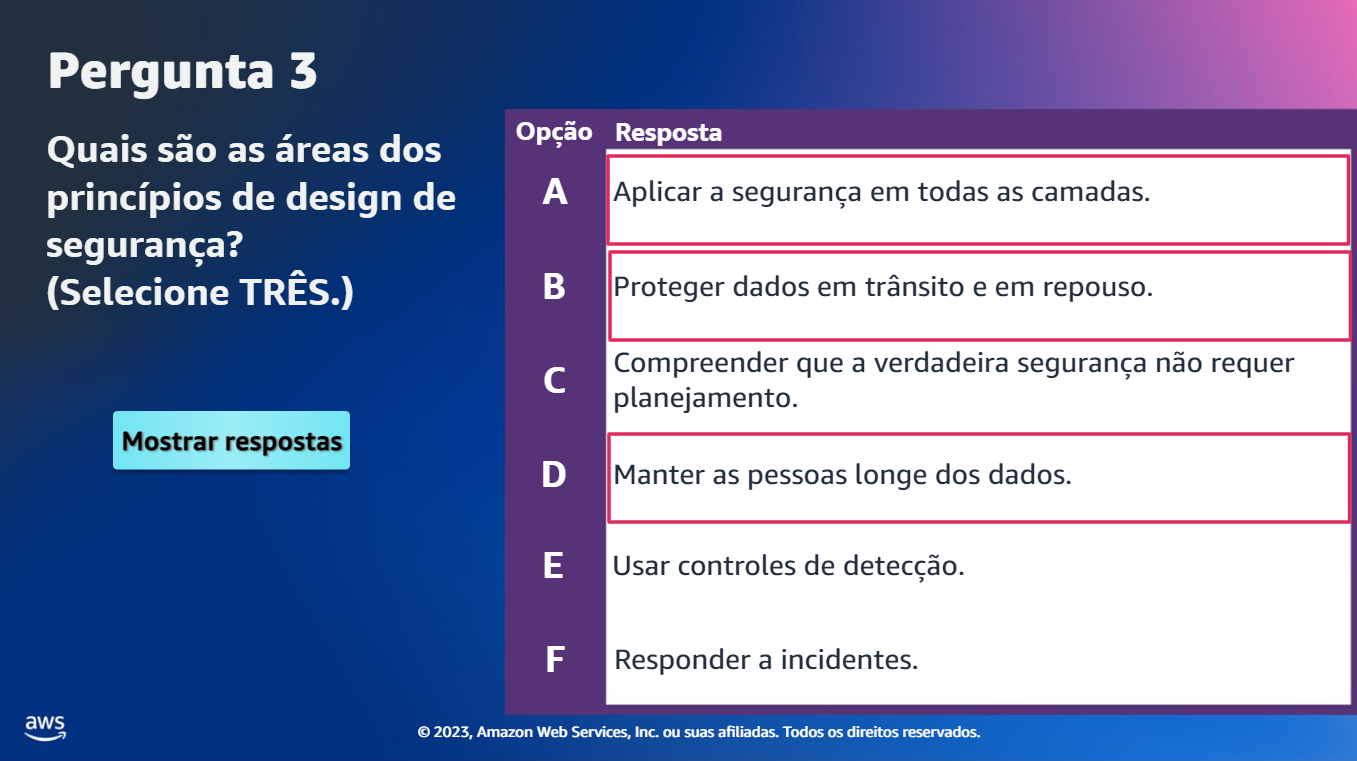 Pergunta 3
Quais são as áreas dos
princípios de design de
segurança?
(Selecione TRÊS.)
Mostrar respostas
Opção Resposta
A Aplicar a segurança em todas as camadas.
B Proteger dados em trânsito e em repouso.
C Compreender que a verdadeira segurança não requer
planejamento.
D Manter as pessoas longe dos dados.
E Usar controles de detecção.
F Responder a incidentes.
aws
© 2023, Amazon Web Services, Inc. ou suas afiliadas. Todos os direitos reservados.